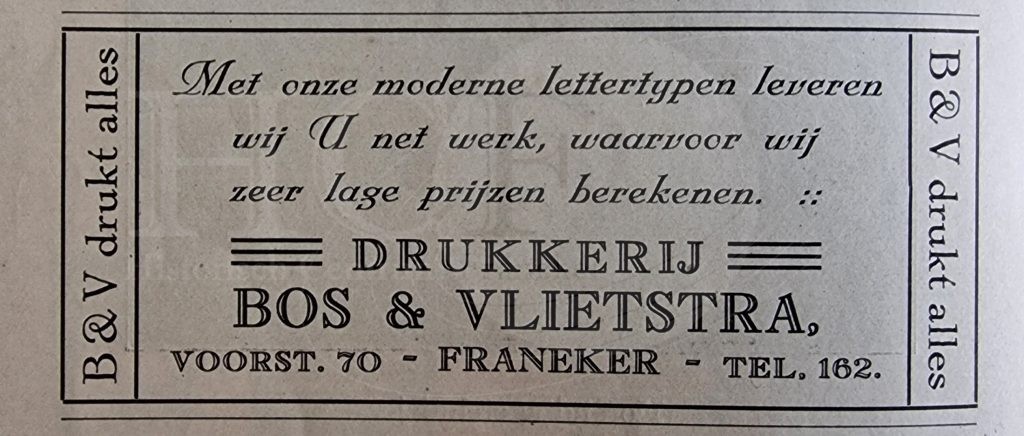 B & V drukt alles
Met onze moderne lettertypen leveren
wij U net werk, waarvoor wij
zeer lage prijzen berekenen. ::
DRUKKERIJ
BOS & VLIETSTRA,
VOORST. 70 - FRANEKER - TEL. 162.
B & V drukt alles